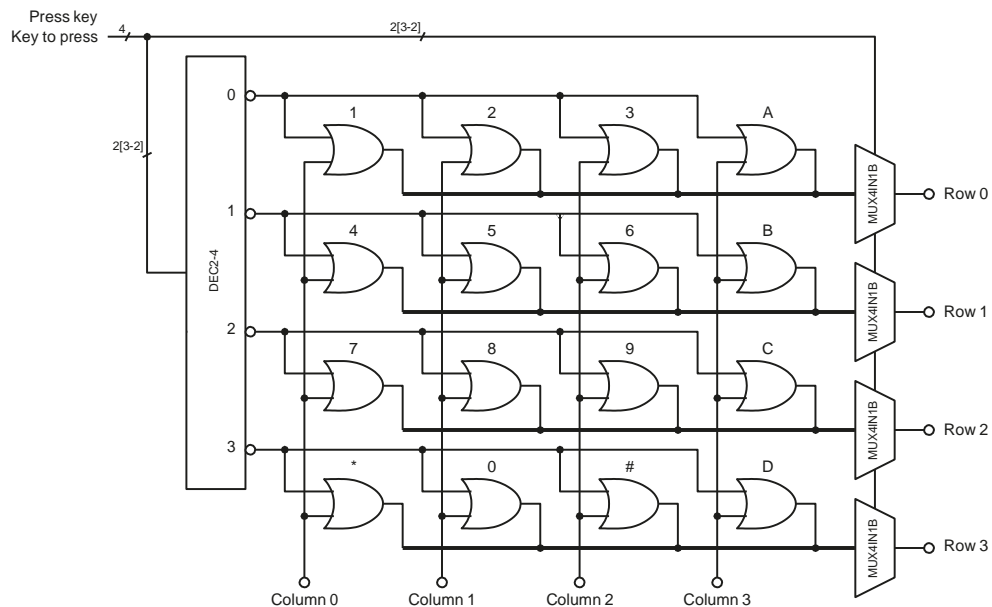 Press key
Key to press
4
2[3-2]
2[3-2]
DEC2-4
0
1
2
3
A
MUX4IN1B
Row 0
1
4
5
6
B
MUX4IN1B
Row 1
2
7
8
9
C
MUX4IN1B
Row 2
3
*
0
#
D
MUX4IN1B
Row 3
Column 0
Column 1
Column 2
Column 3